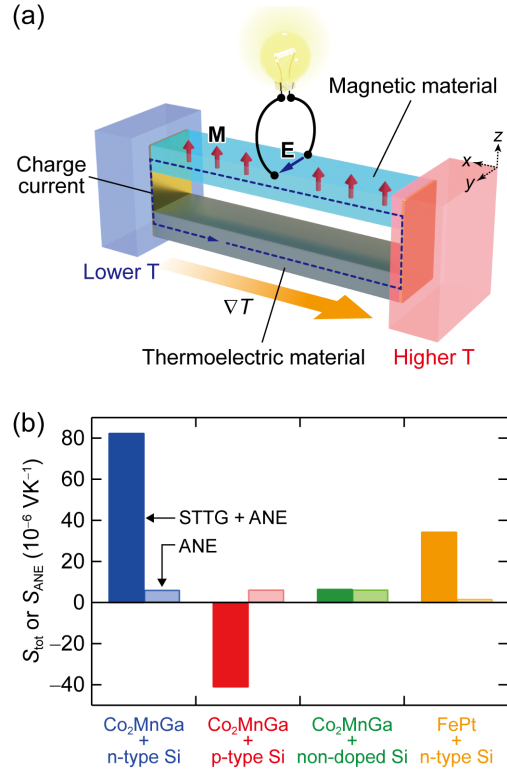 (a)
Magnetic material
M
E
z
x
y
Charge
current
Lower T
∇T
Thermoelectric material
Higher T
(b)
S_tot or S_ANE (10⁻⁶ VK⁻¹)
80
60
40
20
0
−20
−40
STTG + ANE
ANE
Co₂MnGa
+
n-type Si
Co₂MnGa
+
p-type Si
Co₂MnGa
+
non-doped Si
FePt
+
n-type Si